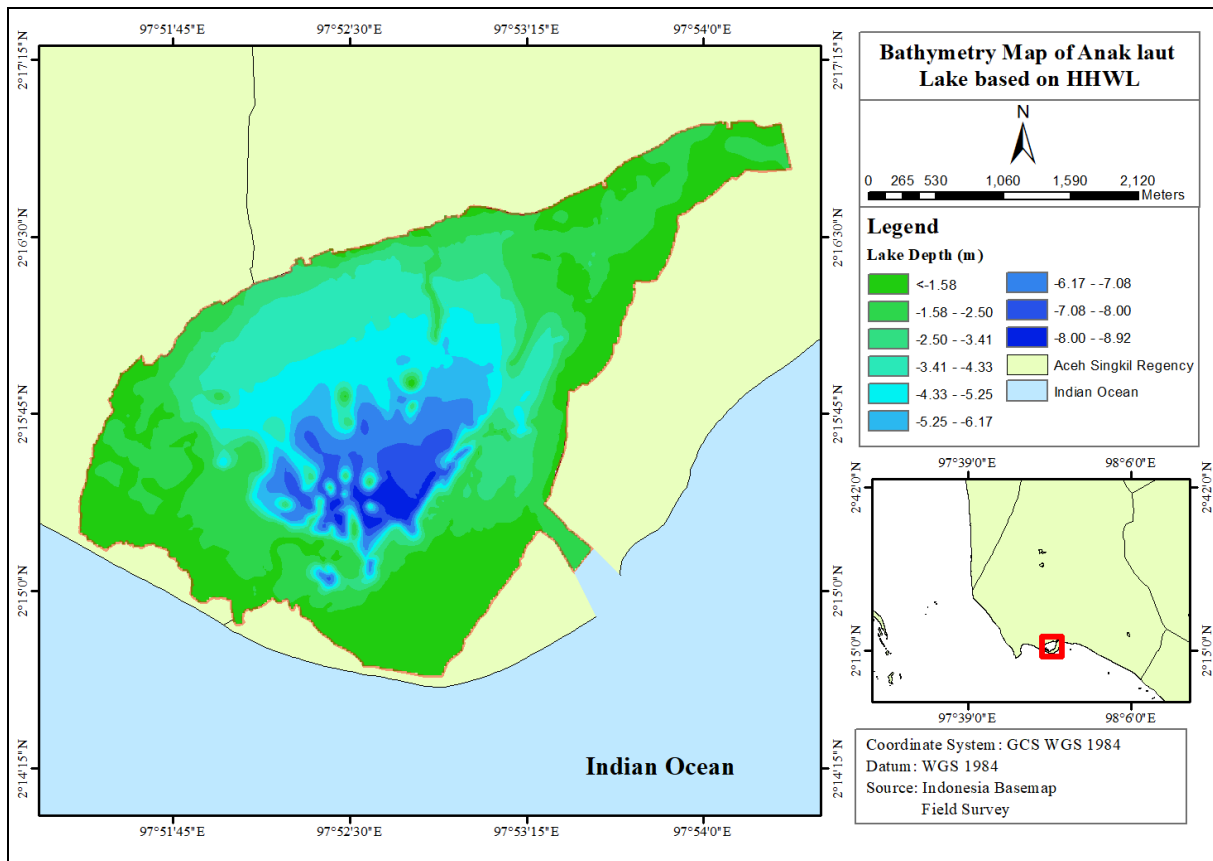 97°51'45"E
97°52'30"E
97°53'15"E
97°54'0"E
2°17'15"N
2°16'30"N
2°15'45"N
2°15'0"N
2°14'15"N
2°17'15"N
2°16'30"N
2°15'45"N
2°15'0"N
2°14'15"N
Indian Ocean
97°51'45"E
97°52'30"E
97°53'15"E
97°54'0"E
Bathymetry Map of Anak laut
Lake based on HHWL
N
0 265 530 1,060 1,590 2,120
Meters
Legend
Lake Depth (m)
<-1.58
-1.58 - -2.50
-2.50 - -3.41
-3.41 - -4.33
-4.33 - -5.25
-5.25 - -6.17
-6.17 - -7.08
-7.08 - -8.00
-8.00 - -8.92
Aceh Singkil Regency
Indian Ocean
97°39'0"E
98°6'0"E
2°42'0"N
2°15'0"N
2°42'0"N
2°15'0"N
97°39'0"E
98°6'0"E
Coordinate System : GCS WGS 1984
Datum : WGS 1984
Source: Indonesia Basemap
Field Survey